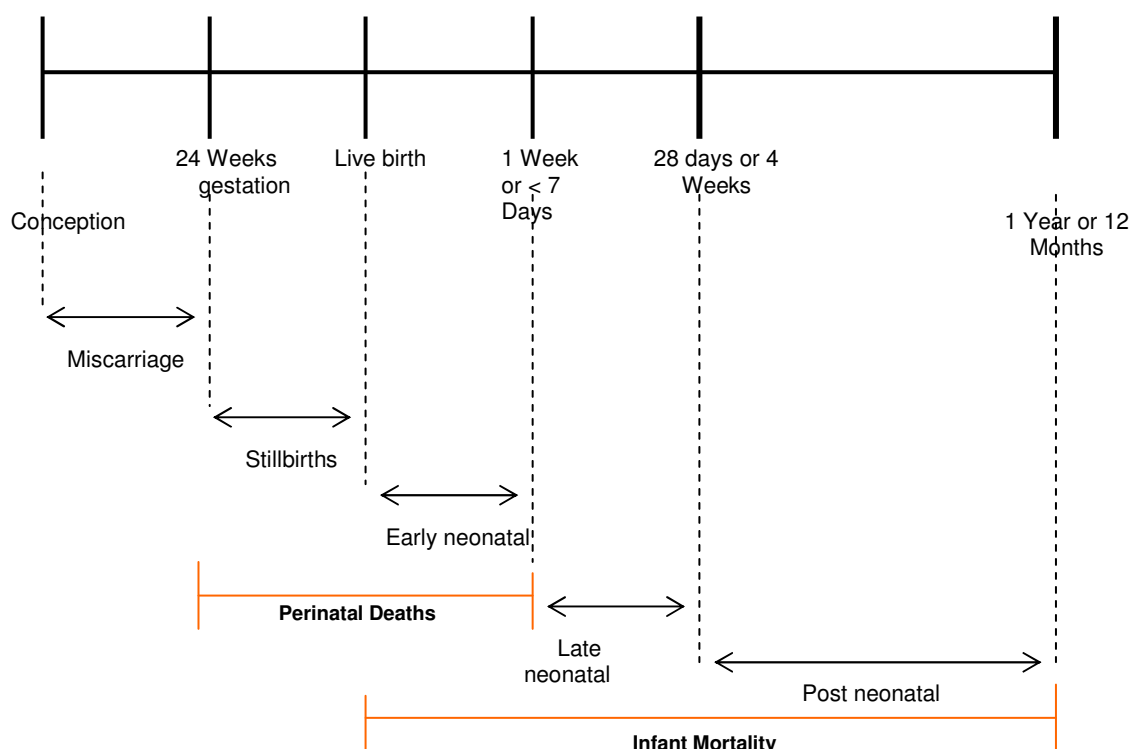 24 Weeks
gestation
Live birth
1 Week
or < 7
Days
28 days or 4
Weeks
Conception
1 Year or 12
Months
Miscarriage
Stillbirths
Early neonatal
Perinatal Deaths
Late
neonatal
Post neonatal
Infant Mortality